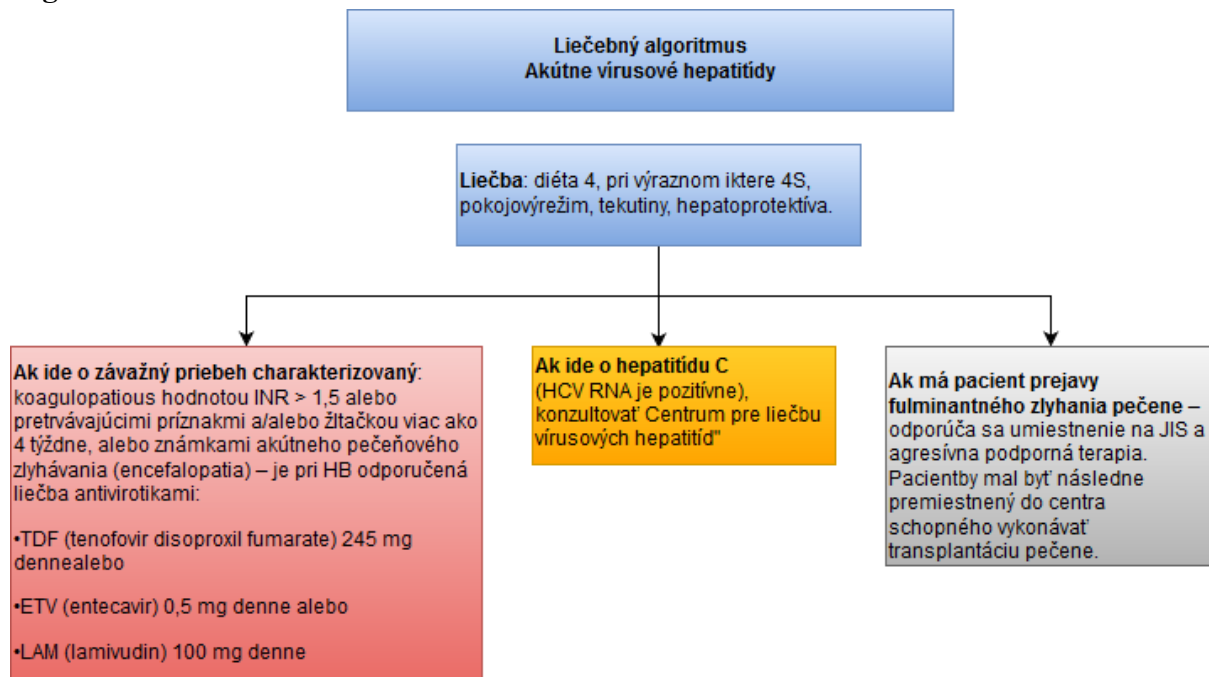 Liečebný algoritmus
Akútne vírusové hepatitídy
Liečba: diéta 4, pri výraznom iktere 4S,
pokojovýrežim, tekutiny, hepatoprotektíva.
Ak ide o závažný priebeh charakterizovaný:
koagulopatious hodnotou INR > 1,5 alebo
pretrvávajúcimi príznakmi a/alebo žltačkou viac ako
4 týždne, alebo známkami akútneho pečeňového
zlyhávania (encefalopatia) – je pri HB odporučená
liečba antivirotikami:
•TDF (tenofovir disoproxil fumarate) 245 mg
dennealebo
•ETV (entecavir) 0,5 mg denne alebo
•LAM (lamivudin) 100 mg denne
Ak ide o hepatitídu C
(HCV RNA je pozitívne),
konzultovať Centrum pre liečbu
vírusových hepatitíd"
Ak má pacient prejavy
fulminantného zlyhania pečene –
odporúča sa umiestnenie na JIS a
agresívna podporná terapia.
Pacientby mal byť následne
premiestnený do centra
schopného vykonávať
transplantáciu pečene.